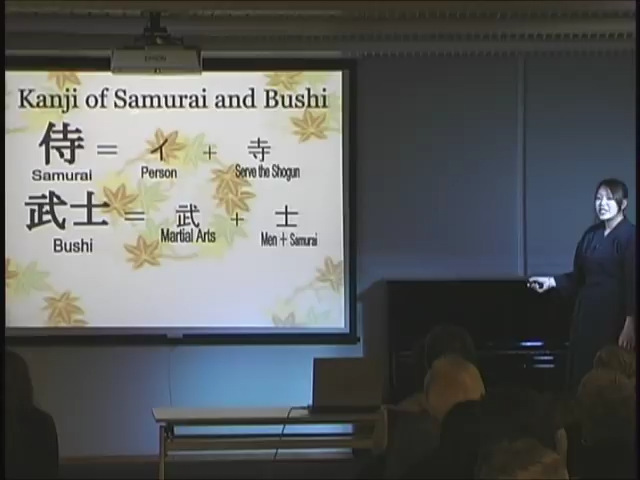 EPSON
Kanji of Samurai and Bushi
侍 = イ + 寺
Samurai Person Serve the Shogun
武士 = 武 + 士
Bushi Martial Arts Men + Samurai